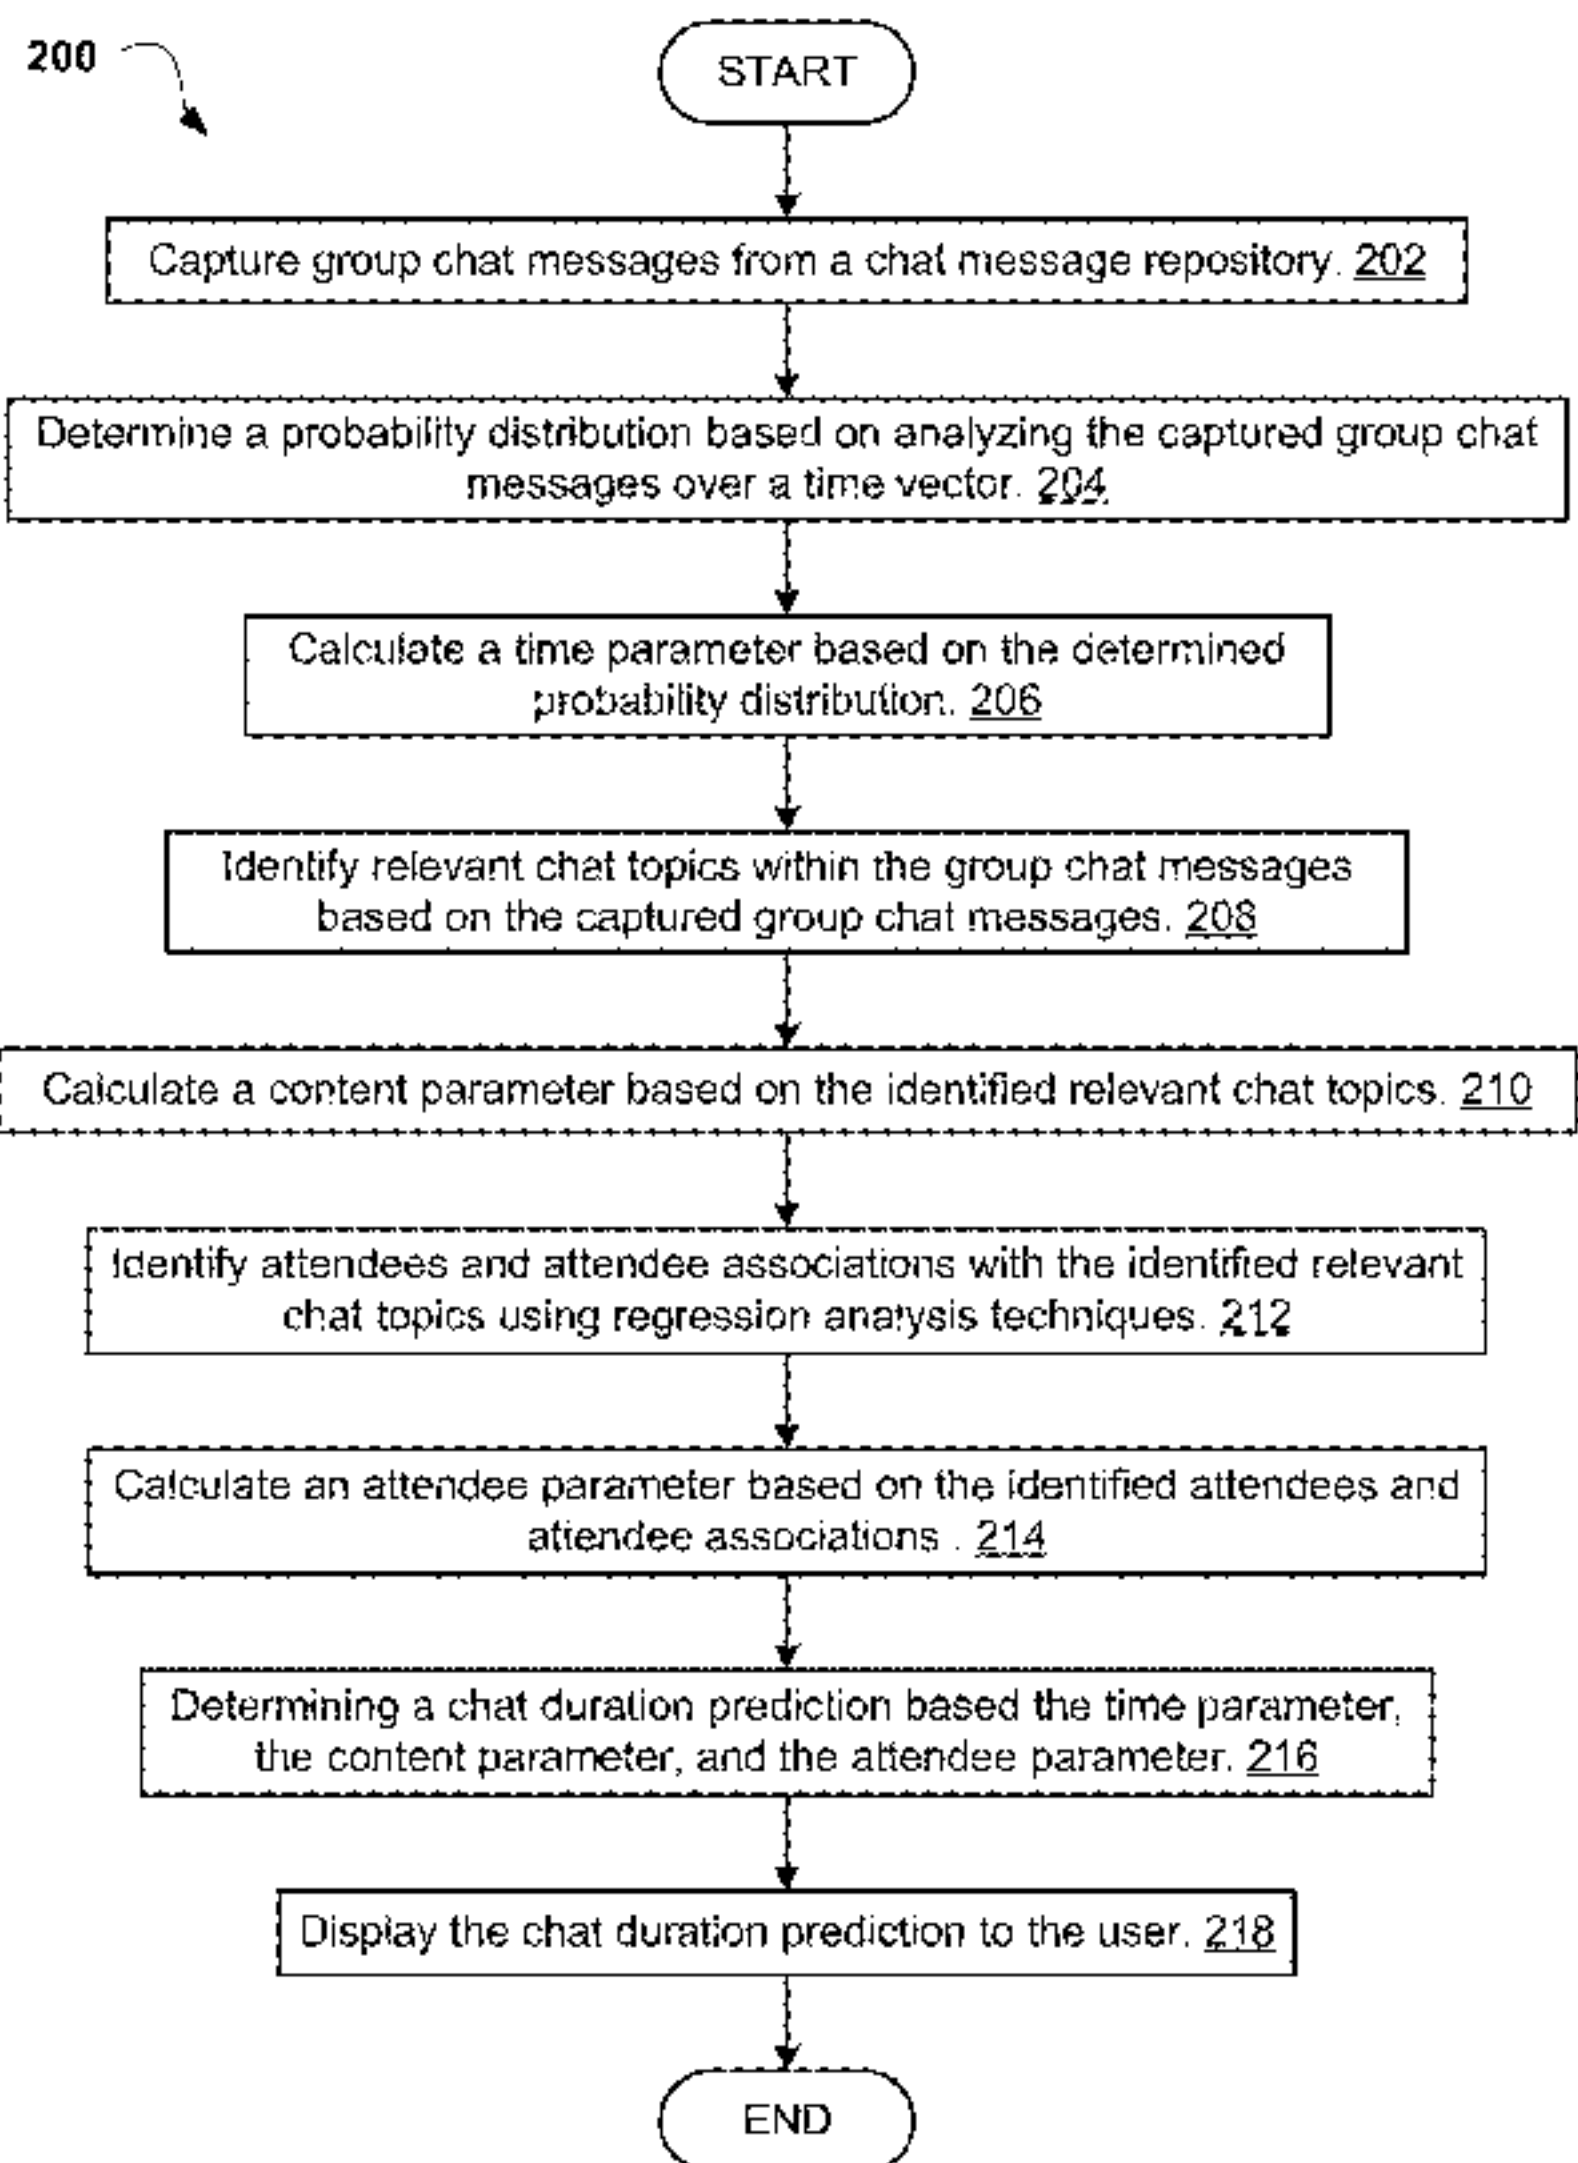 200
START
Capture group chat messages from a chat message repository. 202
Determine a probability distribution based on analyzing the captured group chat
messages over a time vector. 204
Calculate a time parameter based on the determined
probability distribution. 206
Identify relevant chat topics within the group chat messages
based on the captured group chat messages. 208
Calculate a content parameter based on the identified relevant chat topics. 210
Identify attendees and attendee associations with the identified relevant
chat topics using regression analysis techniques. 212
Calculate an attendee parameter based on the identified attendees and
attendee associations . 214
Determining a chat duration prediction based the time parameter,
the content parameter, and the attendee parameter. 216
Display the chat duration prediction to the user. 218
END